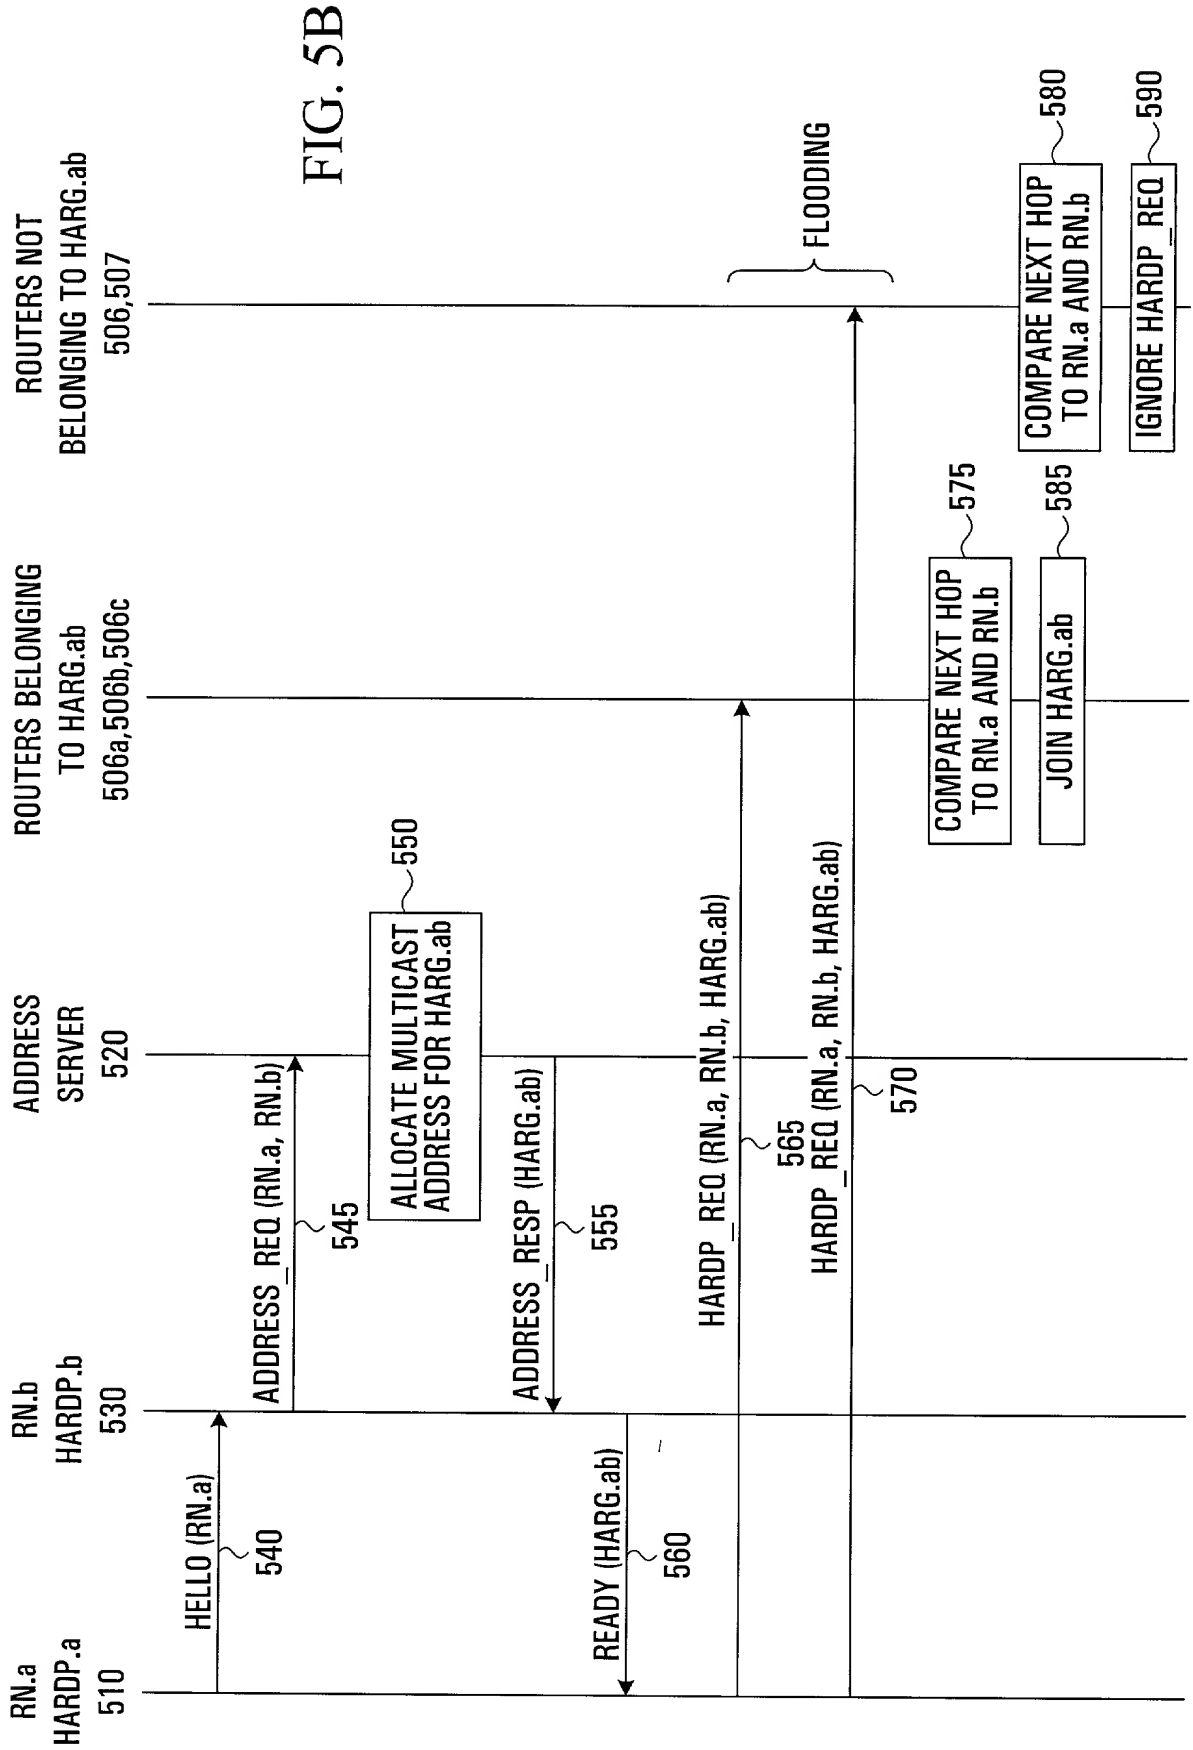 RN.a
HARDP.a
510
RN.b
HARDP.b
530
ADDRESS
SERVER
520
ROUTERS BELONGING
TO HARG.ab
506a,506b,506c
ROUTERS NOT
BELONGING TO HARG.ab
506,507
HELLO (RN.a)
540
ADDRESS_REQ (RN.a, RN.b)
545
ALLOCATE MULTICAST
ADDRESS FOR HARG.ab
550
ADDRESS_RESP (HARG.ab)
555
READY (HARG.ab)
560
HARDP_REQ (RN.a, RN.b, HARG.ab)
565
HARDP_REQ (RN.a, RN.b, HARG.ab)
570
FLOODING
COMPARE NEXT HOP
TO RN.a AND RN.b
575
COMPARE NEXT HOP
TO RN.a AND RN.b
580
JOIN HARG.ab
585
IGNORE HARDP_REQ
590
FIG. 5B